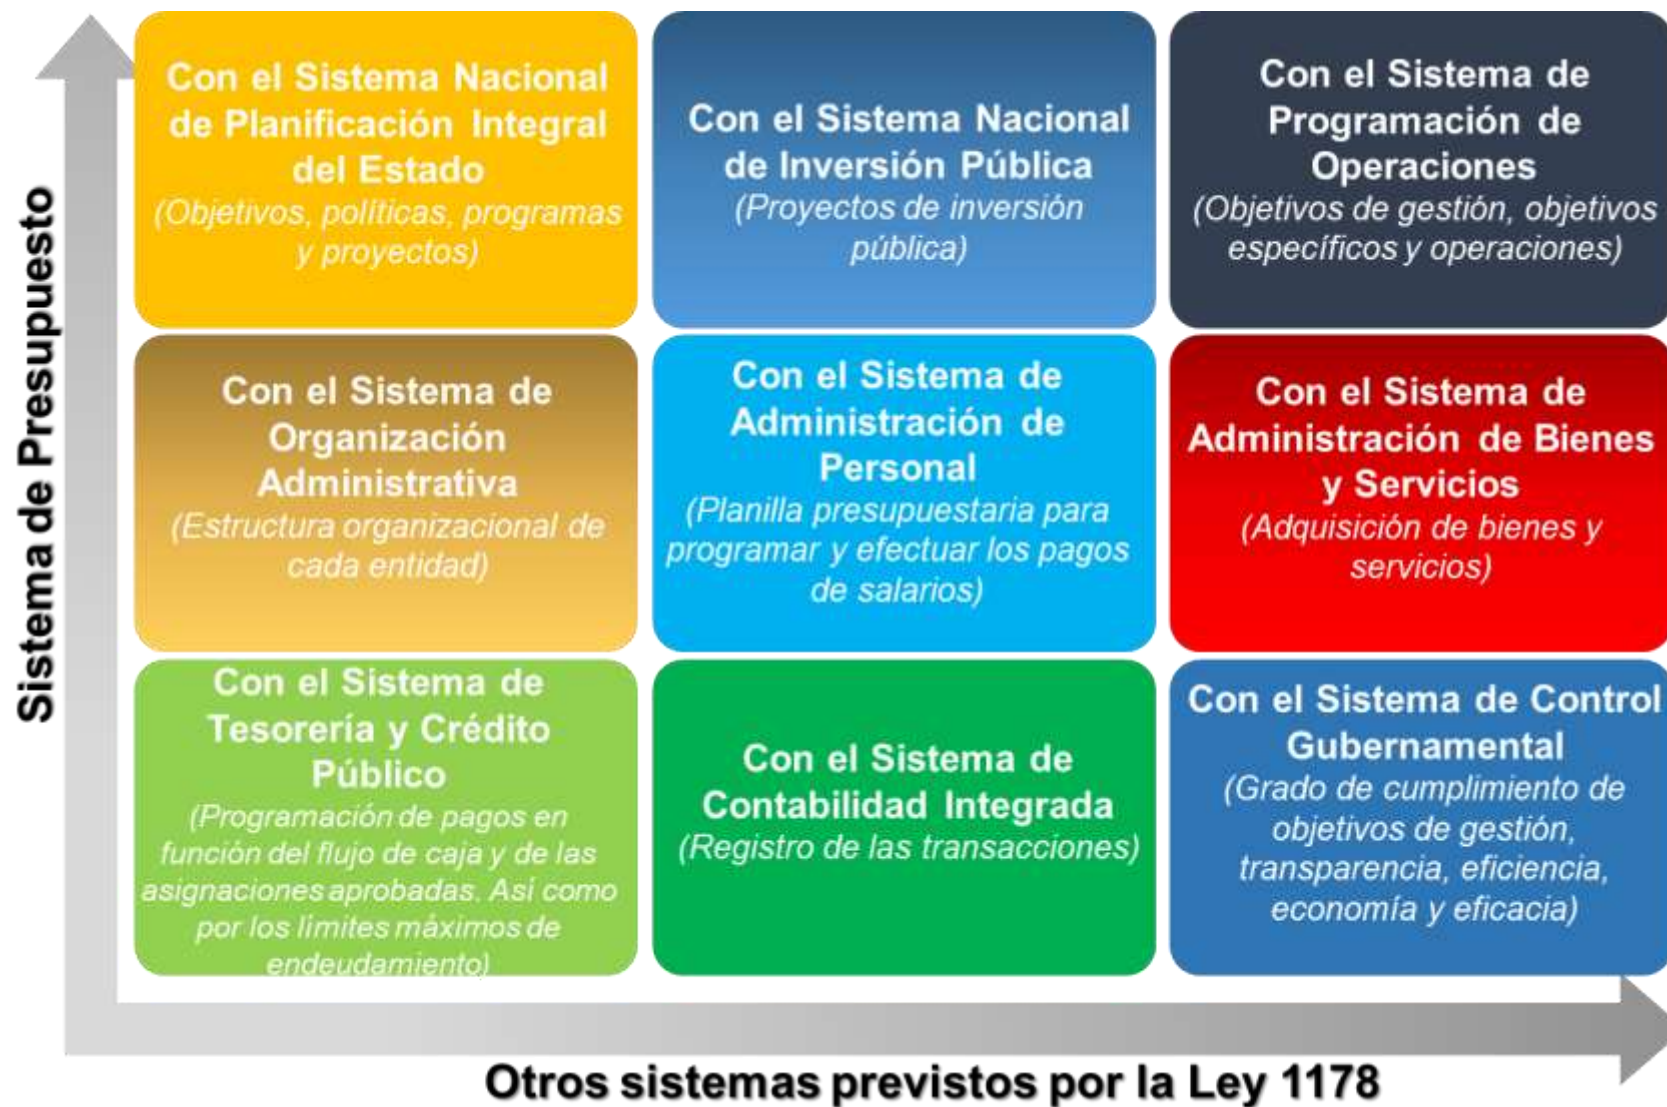 Sistema de Presupuesto
Con el Sistema Nacional
de Planificación Integral
del Estado
(Objetivos, políticas, programas
y proyectos)
Con el Sistema Nacional
de Inversión Pública
(Proyectos de inversión
pública)
Con el Sistema de
Programación de
Operaciones
(Objetivos de gestión, objetivos
específicos y operaciones)
Con el Sistema de
Organización
Administrativa
(Estructura organizacional de
cada entidad)
Con el Sistema de
Administración de
Personal
(Planilla presupuestaria para
programar y efectuar los pagos
de salarios)
Con el Sistema de
Administración de Bienes
y Servicios
(Adquisición de bienes y
servicios)
Con el Sistema de
Tesorería y Crédito
Público
(Programación de pagos en
función del flujo de caja y de las
asignaciones aprobadas. Así como
por los límites máximos de
endeudamiento)
Con el Sistema de
Contabilidad Integrada
(Registro de las transacciones)
Con el Sistema de Control
Gubernamental
(Grado de cumplimiento de
objetivos de gestión,
transparencia, eficiencia,
economía y eficacia)
Otros sistemas previstos por la Ley 1178